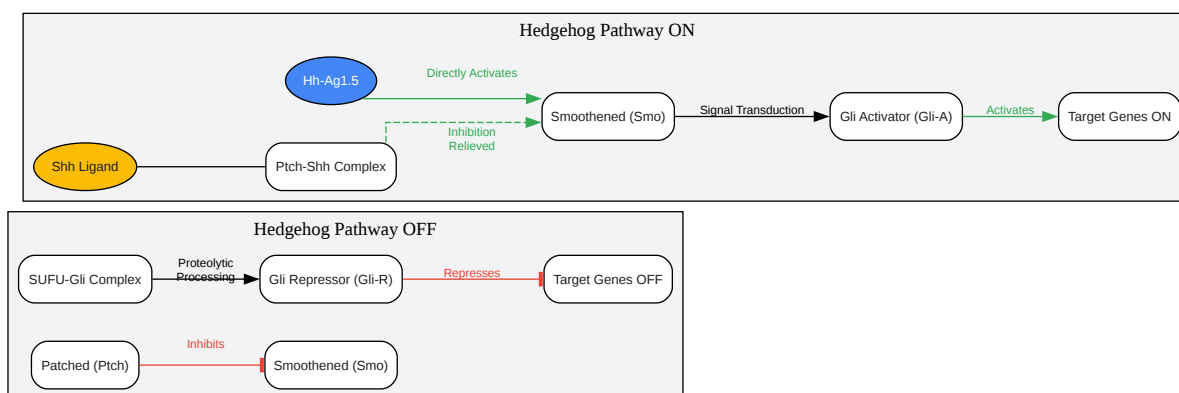 Hedgehog Pathway ON
Hh-Ag1.5
Directly Activates
Smoothened (Smo)
Signal Transduction
Gli Activator (Gli-A)
Activates
Target Genes ON
Inhibition
Relieved
Shh Ligand
Ptch-Shh Complex
Hedgehog Pathway OFF
SUFU-Gli Complex
Proteolytic
Processing
Gli Repressor (Gli-R)
Represses
Target Genes OFF
Patched (Ptch)
Inhibits
Smoothened (Smo)